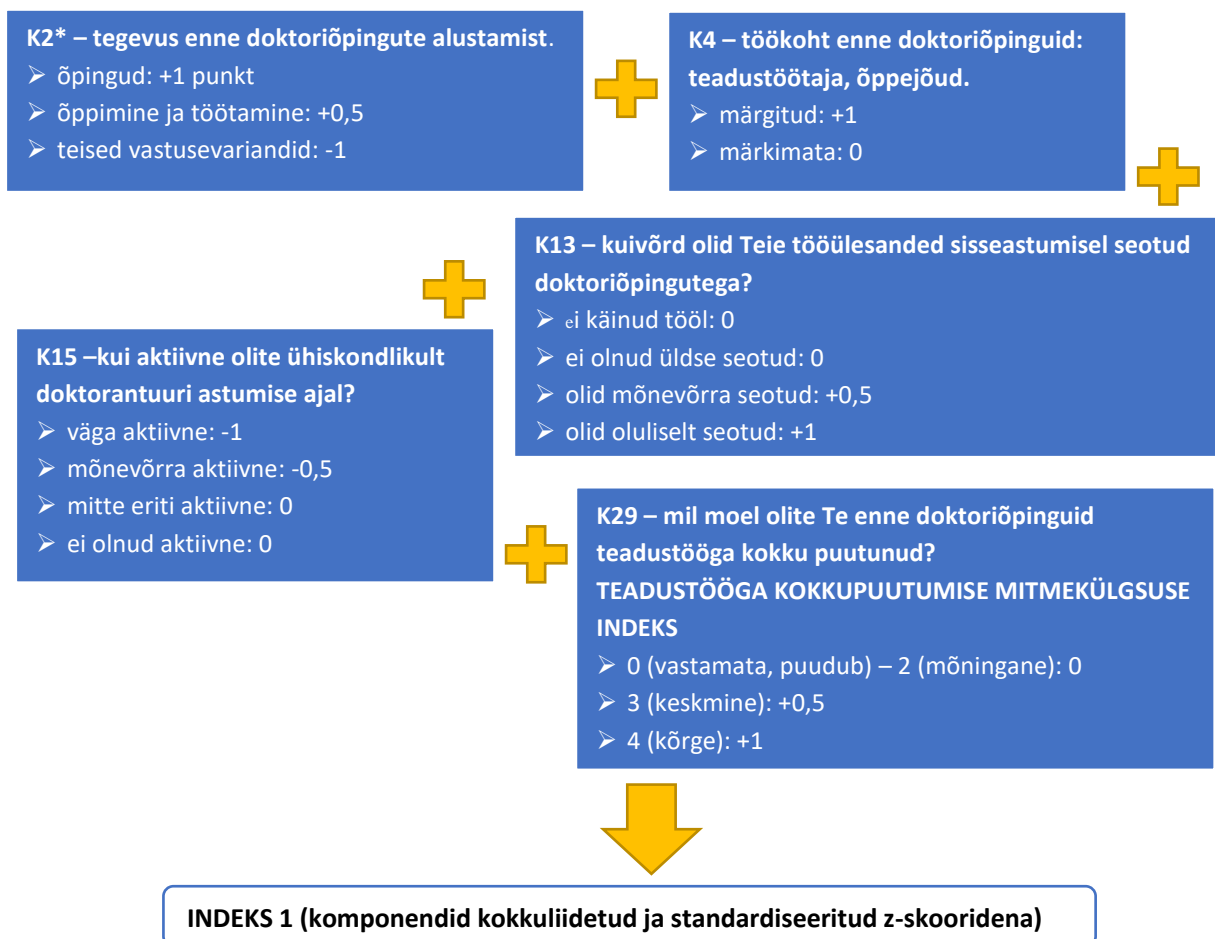 K2* – tegevus enne doktoriõpingute alustamist.
➢ õpingud: +1 punkt
➢ õppimine ja töötamine: +0,5
➢ teised vastusevariandid: -1
K4 – töökoht enne doktoriõpinguid:
teadustöötaja, õppejõud.
➢ märgitud: +1
➢ märkimata: 0
K13 – kuivõrd olid Teie tööülesanded sisseastumisel seotud
doktoriõpingutega?
➢ ei käinud tööl: 0
➢ ei olnud üldse seotud: 0
➢ olid mõnevõrra seotud: +0,5
➢ olid oluliselt seotud: +1
K15 –kui aktiivne olite ühiskondlikult
doktorantuuri astumise ajal?
➢ väga aktiivne: -1
➢ mõnevõrra aktiivne: -0,5
➢ mitte eriti aktiivne: 0
➢ ei olnud aktiivne: 0
K29 – mil moel olite Te enne doktoriõpinguid
teadustööga kokku puutunud?
TEADUSTÖÖGA KOKKUPUUTUMISE MITMEKÜLGSUSE
INDEKS
➢ 0 (vastamata, puudub) – 2 (mõningane): 0
➢ 3 (keskmine): +0,5
➢ 4 (kõrge): +1
INDEKS 1 (komponendid kokkuliidetud ja standardiseeritud z-skooridena)